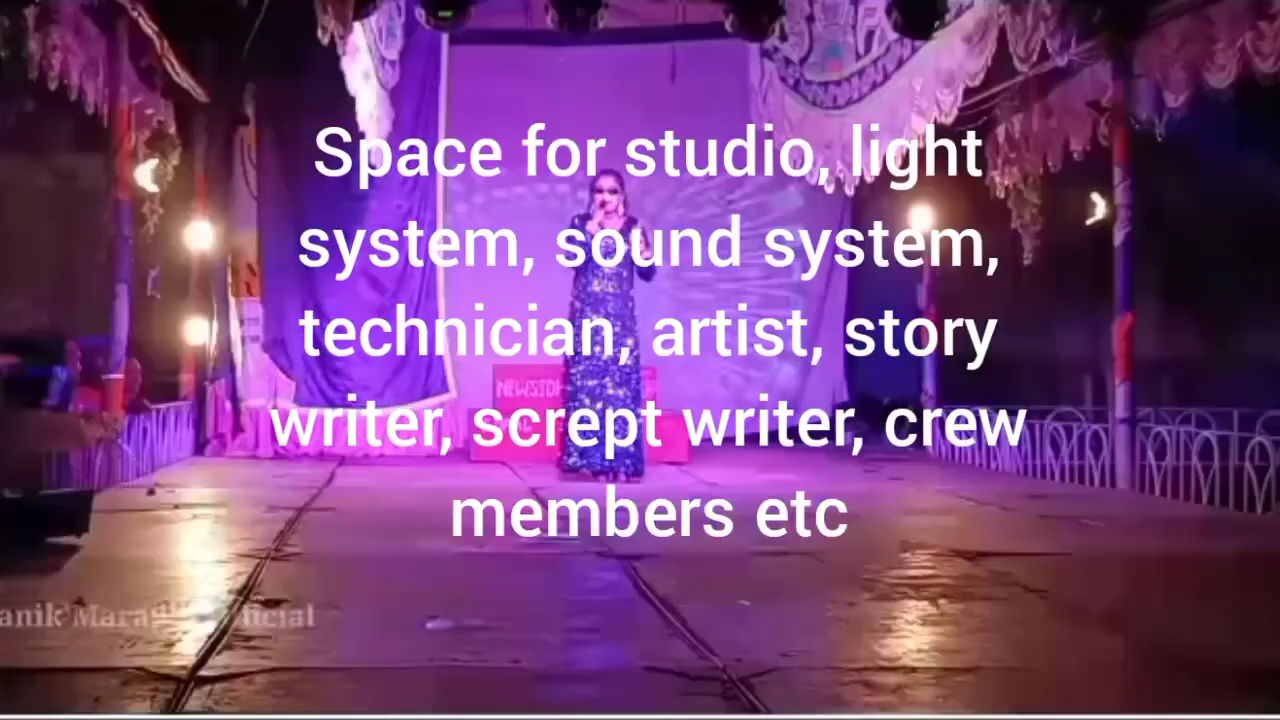 Space for studio, light
system, sound system,
technician, artist, story
writer, scrept writer, crew
members etc